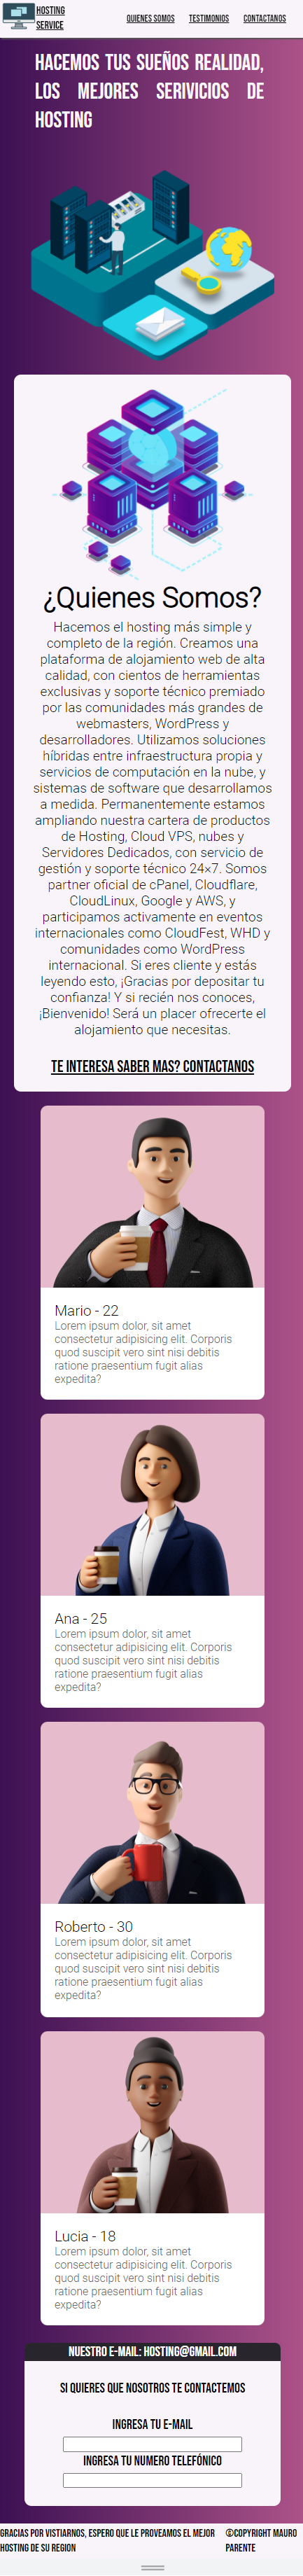 HOSTING
SERVICE
QUIENES SOMOS
TESTIMONIOS
CONTACTANOS
HACEMOS TUS SUEÑOS REALIDAD,
LOS MEJORES SERIVICIOS DE
HOSTING
¿Quienes Somos?
Hacemos el hosting más simple y
completo de la región. Creamos una
plataforma de alojamiento web de alta
calidad, con cientos de herramientas
exclusivas y soporte técnico premiado
por las comunidades más grandes de
webmasters, WordPress y
desarrolladores. Utilizamos soluciones
híbridas entre infraestructura propia y
servicios de computación en la nube, y
sistemas de software que desarrollamos
a medida. Permanentemente estamos
ampliando nuestra cartera de productos
de Hosting, Cloud VPS, nubes y
Servidores Dedicados, con servicio de
gestión y soporte técnico 24×7. Somos
partner oficial de cPanel, Cloudflare,
CloudLinux, Google y AWS, y
participamos activamente en eventos
internacionales como CloudFest, WHD y
comunidades como WordPress
internacional. Si eres cliente y estás
leyendo esto, ¡Gracias por depositar tu
confianza! Y si recién nos conoces,
¡Bienvenido! Será un placer ofrecerte el
alojamiento que necesitas.
TE INTERESA SABER MAS? CONTACTANOS
Mario - 22
Lorem ipsum dolor, sit amet
consectetur adipisicing elit. Corporis
quod suscipit vero sint nisi debitis
ratione praesentium fugit alias
expedita?
Ana - 25
Lorem ipsum dolor, sit amet
consectetur adipisicing elit. Corporis
quod suscipit vero sint nisi debitis
ratione praesentium fugit alias
expedita?
Roberto - 30
Lorem ipsum dolor, sit amet
consectetur adipisicing elit. Corporis
quod suscipit vero sint nisi debitis
ratione praesentium fugit alias
expedita?
Lucia - 18
Lorem ipsum dolor, sit amet
consectetur adipisicing elit. Corporis
quod suscipit vero sint nisi debitis
ratione praesentium fugit alias
expedita?
NUESTRO E-MAIL: HOSTING@GMAIL.COM
SI QUIERES QUE NOSOTROS TE CONTACTEMOS
INGRESA TU E-MAIL
INGRESA TU NUMERO TELEFÓNICO
GRACIAS POR VISTIARNOS, ESPERO QUE LE PROVEAMOS EL MEJOR
HOSTING DE SU REGION
©COPYRIGHT MAURO
PARENTE